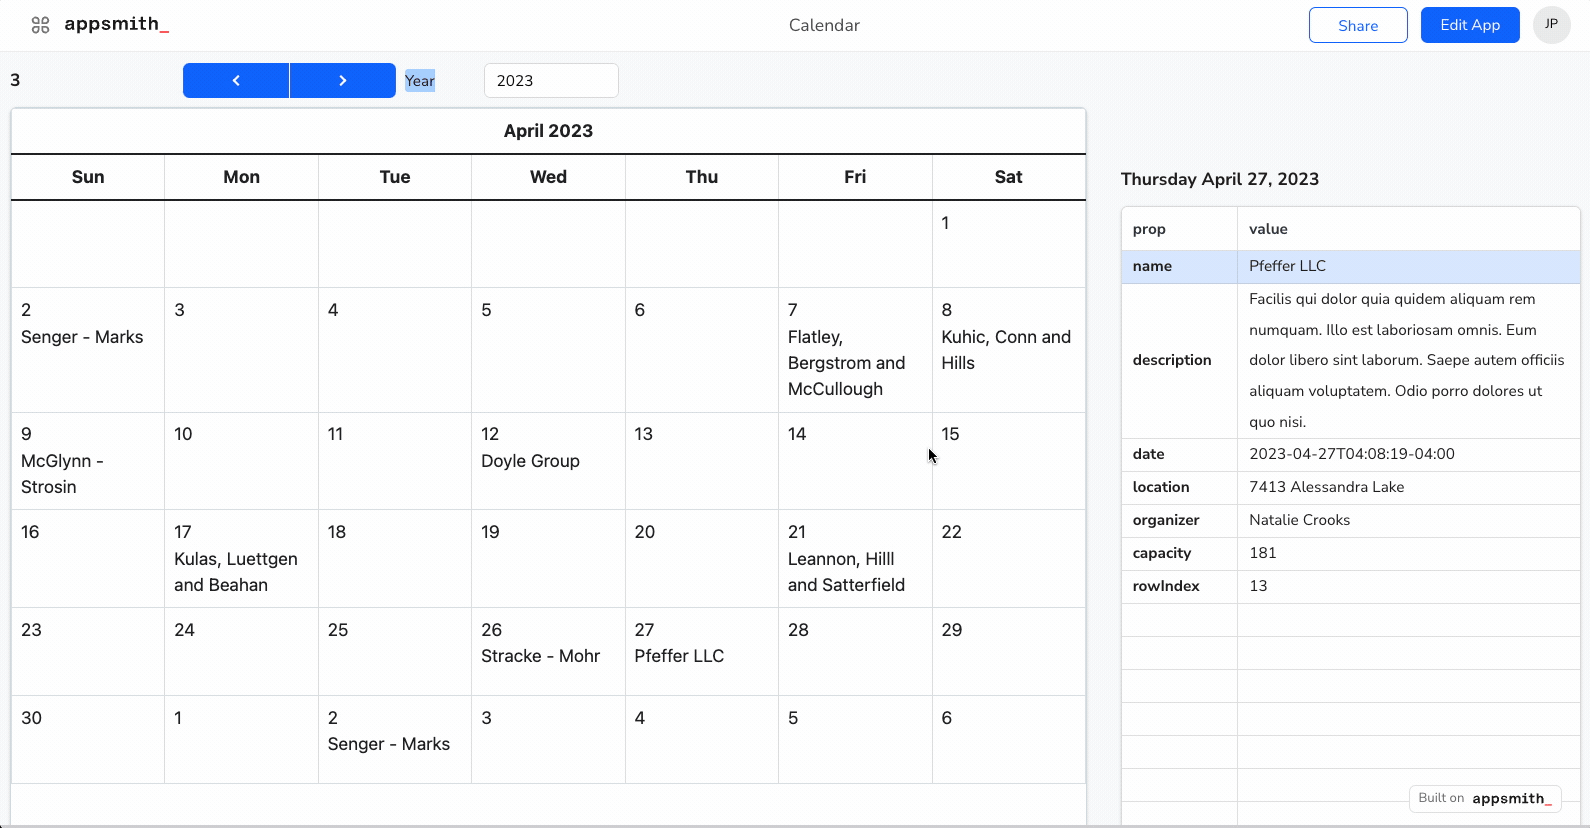 appsmith_
Calendar
Share
Edit App
JP
3
Year
2023
April 2023
Sun Mon Tue Wed Thu Fri Sat
1
2 3 4 5 6 7 8
Senger - Marks Flatley, Kuhic, Conn and
Bergstrom and Hills
McCullough
9 10 11 12 13 14 15
McGlynn - Doyle Group
Strosin
16 17 18 19 20 21 22
Kulas, Luettgen Leannon, Hilll
and Beahan and Satterfield
23 24 25 26 27 28 29
Stracke - Mohr Pfeffer LLC
30 1 2 3 4 5 6
Senger - Marks
Thursday April 27, 2023
prop value
name Pfeffer LLC
description Facilis qui dolor quia quidem aliquam rem
numquam. Illo est laboriosam omnis. Eum
dolor libero sint laborum. Saepe autem officiis
aliquam voluptatem. Odio porro dolores ut
quo nisi.
date 2023-04-27T04:08:19-04:00
location 7413 Alessandra Lake
organizer Natalie Crooks
capacity 181
rowIndex 13
Built on appsmith_